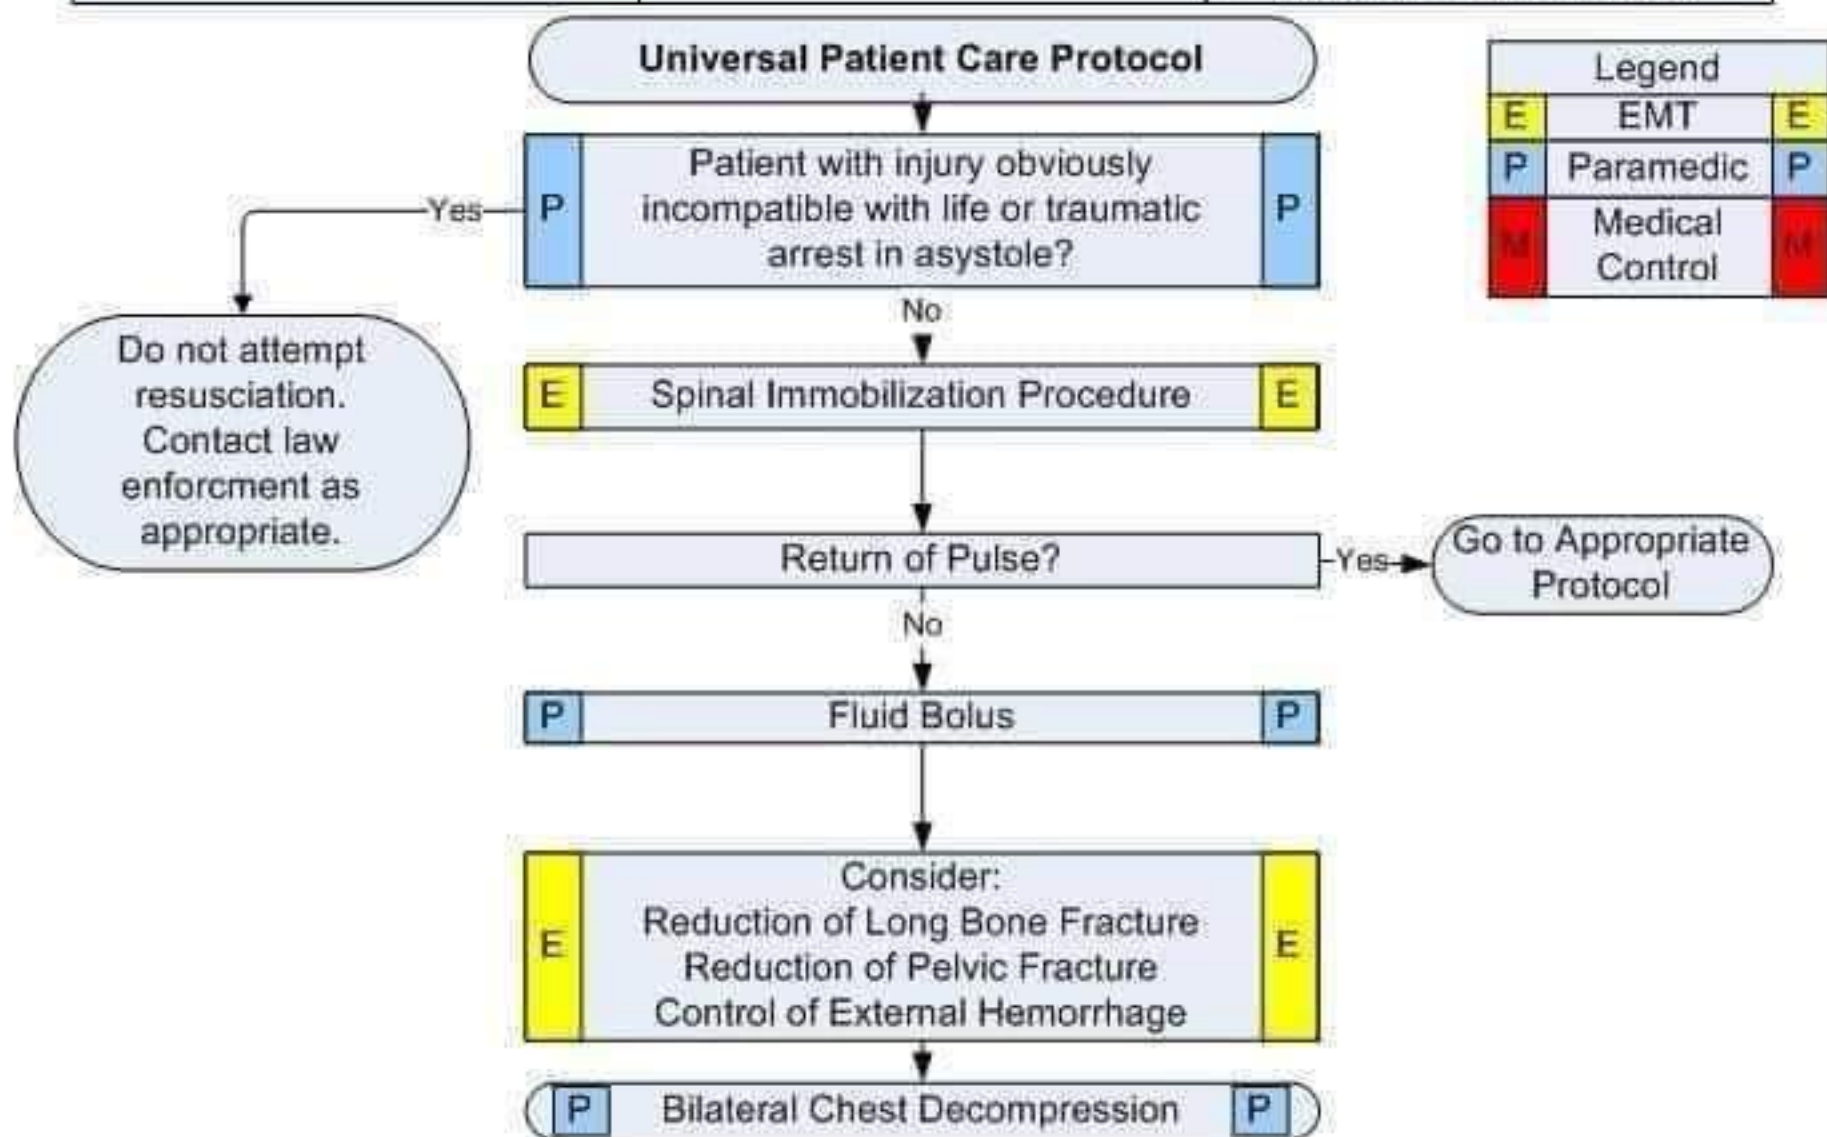 Universal Patient Care Protocol
Legend
E EMT E
P Paramedic P
M Medical M
Control
P Patient with injury obviously P
incompatible with life or traumatic
arrest in asystole?
Yes
No
Do not attempt
resusciation.
Contact law
enforcment as
appropriate.
E Spinal Immobilization Procedure E
Return of Pulse?
Yes
Go to Appropriate
Protocol
No
P Fluid Bolus P
Consider:
Reduction of Long Bone Fracture
E Reduction of Pelvic Fracture E
Control of External Hemorrhage
P Bilateral Chest Decompression P